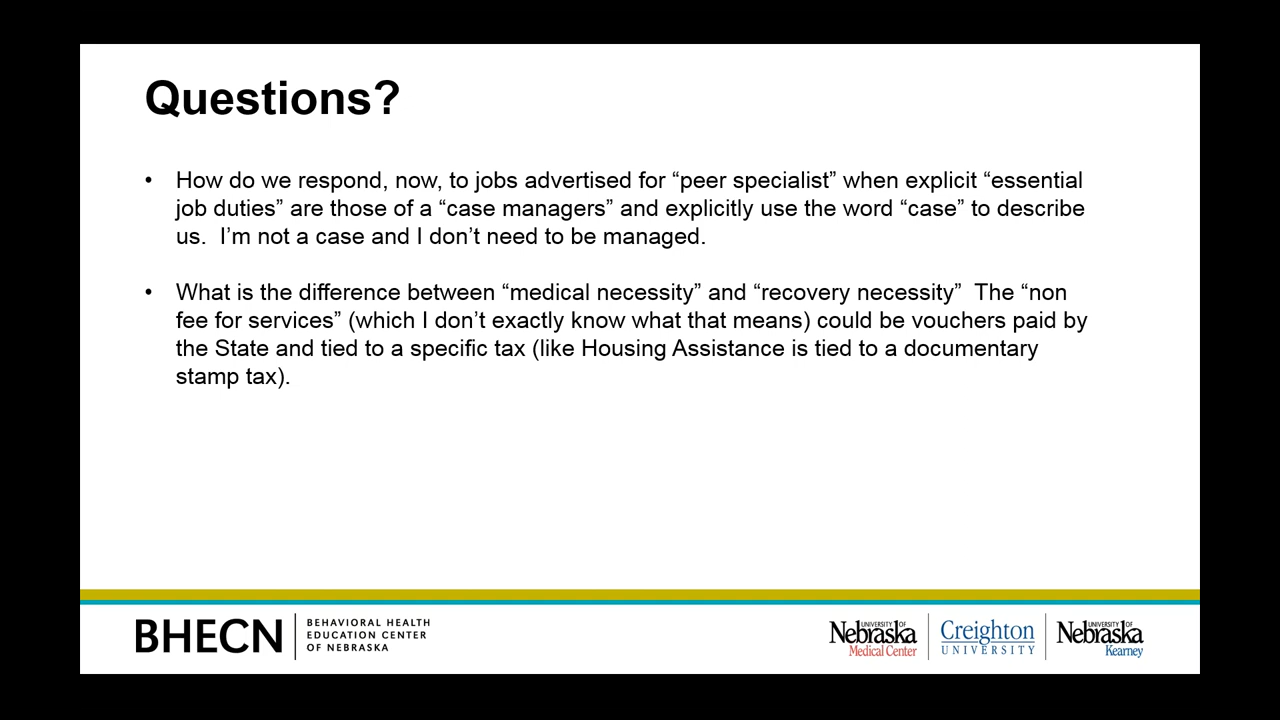 Questions?
• How do we respond, now, to jobs advertised for “peer specialist” when explicit “essential
job duties” are those of a “case managers” and explicitly use the word “case” to describe
us.  I’m not a case and I don’t need to be managed.
• What is the difference between “medical necessity” and “recovery necessity”  The “non
fee for services” (which I don’t exactly know what that means) could be vouchers paid by
the State and tied to a specific tax (like Housing Assistance is tied to a documentary
stamp tax).
BHECN
BEHAVIORAL HEALTH
EDUCATION CENTER
OF NEBRASKA
UNIVERSITY OF
Nebraska
Medical Center
Creighton
UNIVERSITY
UNIVERSITY OF
Nebraska
Kearney